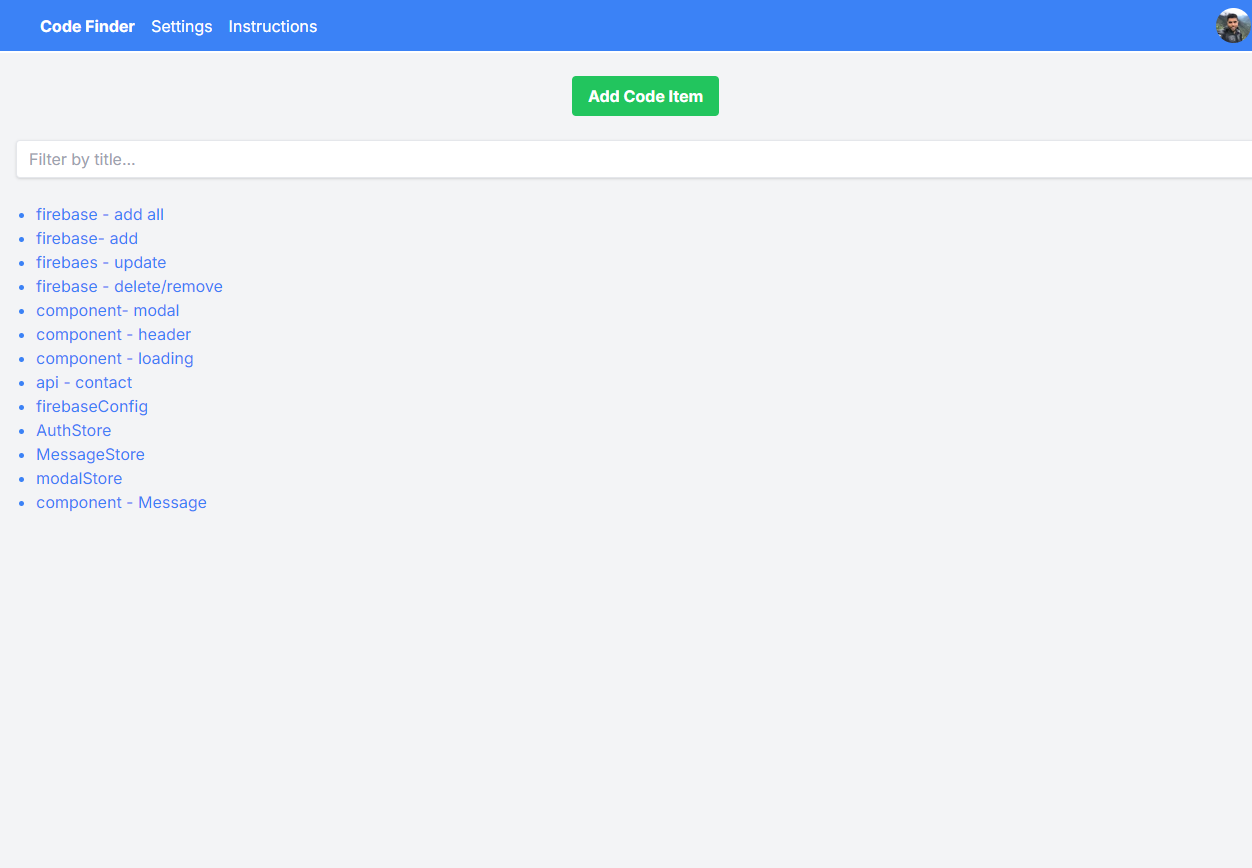 Code Finder Settings Instructions
Add Code Item
Filter by title...
firebase - add all
firebase- add
firebaes - update
firebase - delete/remove
component- modal
component - header
component - loading
api - contact
firebaseConfig
AuthStore
MessageStore
modalStore
component - Message